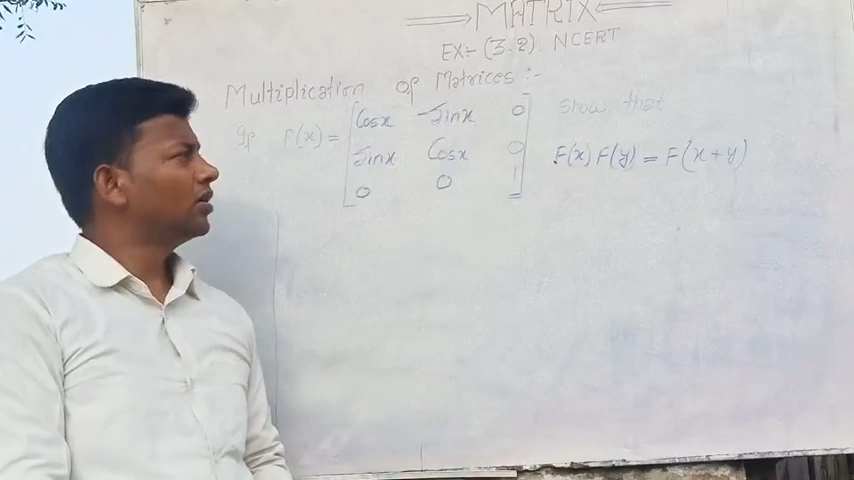 MATRIX
EX:- (3.2) NCERT
Multiplication of Matrices :-
If F(x) = [ Cosx -Sinx 0 show that
Sinx Cosx 0 F(x) F(y) = F(x+y)
0 0 1 ]